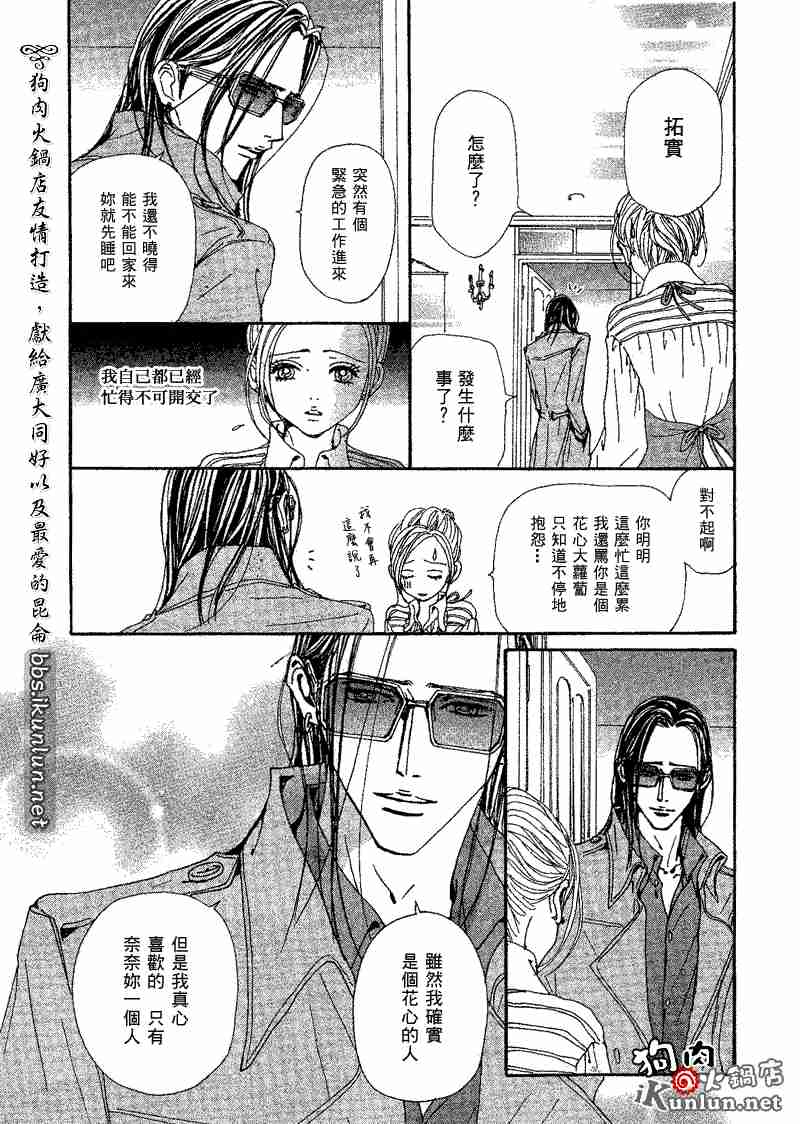 拓實
怎麼了？
發生什麼
事了？
突然有個
緊急的工作進來
我還不曉得
能不能回家來
妳就先睡吧
我自己都已經
忙得不可開交了
對不起啊
你明明
這麼忙這麼累
我還罵你是個
花心大蘿蔔
只知道不停地
抱怨…
我不會再
這麼說了
雖然我確實
是個花心的人
但是我真心
喜歡的 只有
奈奈妳一個人
狗肉火鍋店友情打造，獻給廣大同好以及最愛的昆侖 bbs.ikunlun.net
狗肉
火鍋店
iKunlun.net